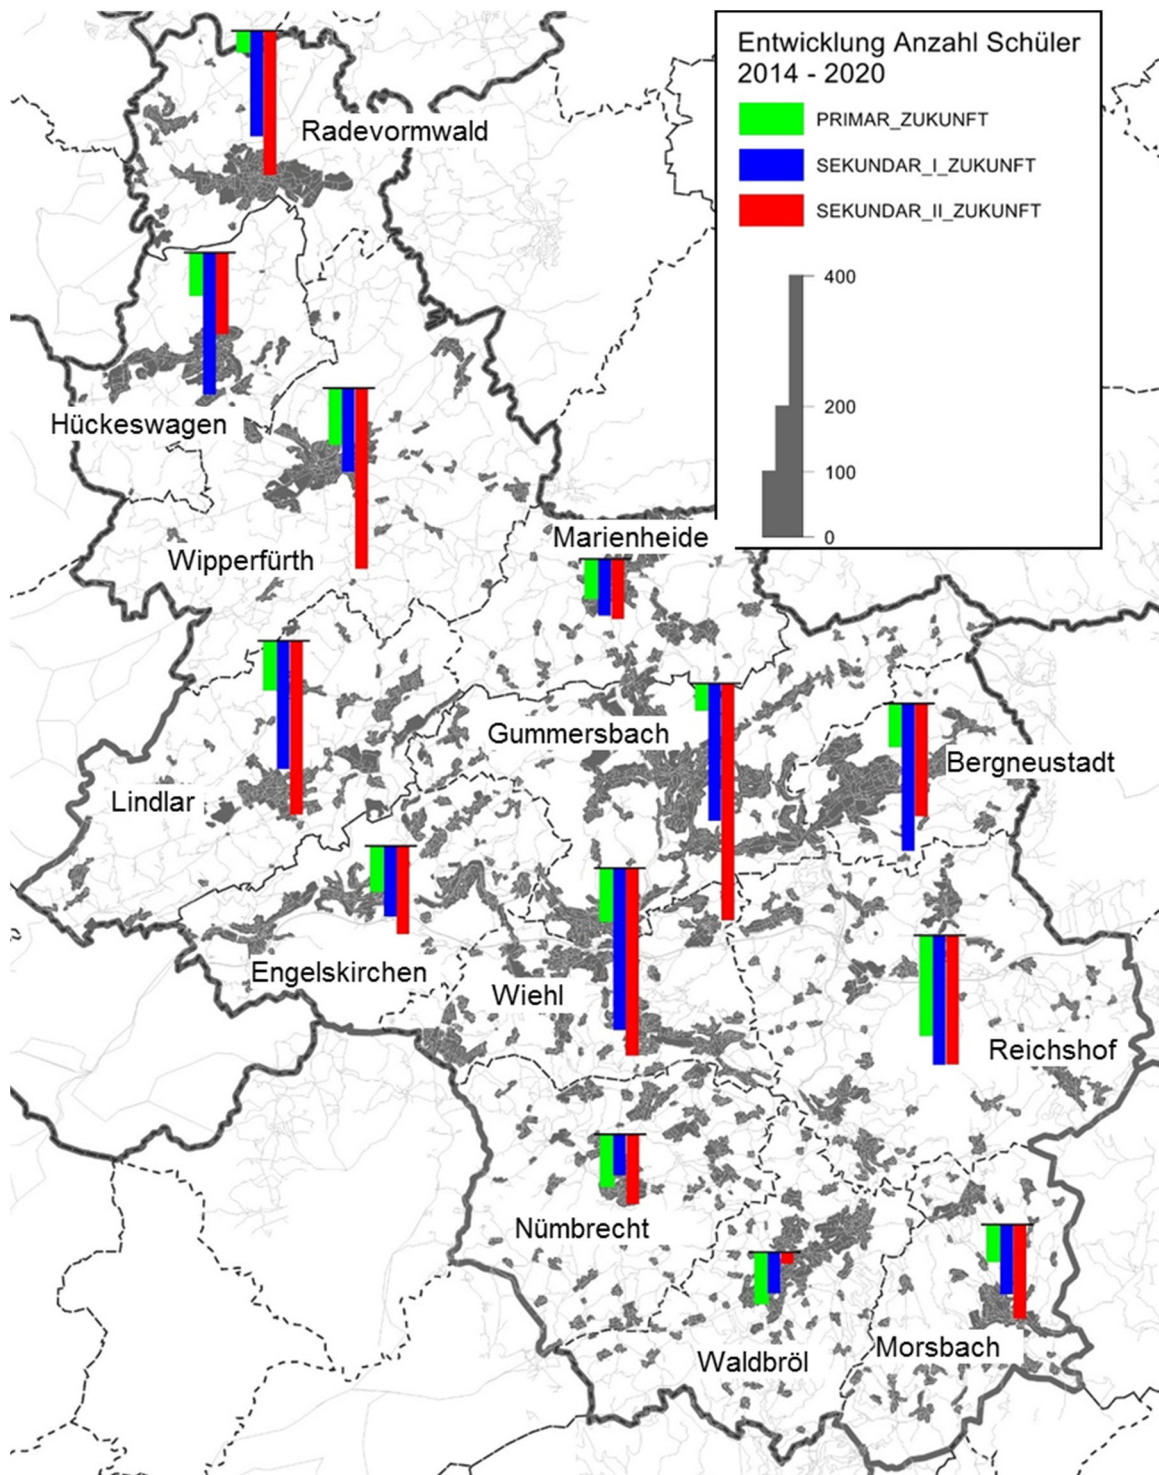 Entwicklung Anzahl Schüler
2014 - 2020
PRIMAR_ZUKUNFT
SEKUNDAR_I_ZUKUNFT
SEKUNDAR_II_ZUKUNFT
400
200
100
0
Radevormwald
Hückeswagen
Wipperfürth
Marienheide
Gummersbach
Bergneustadt
Lindlar
Engelskirchen
Wiehl
Reichshof
Nümbrecht
Waldbröl
Morsbach